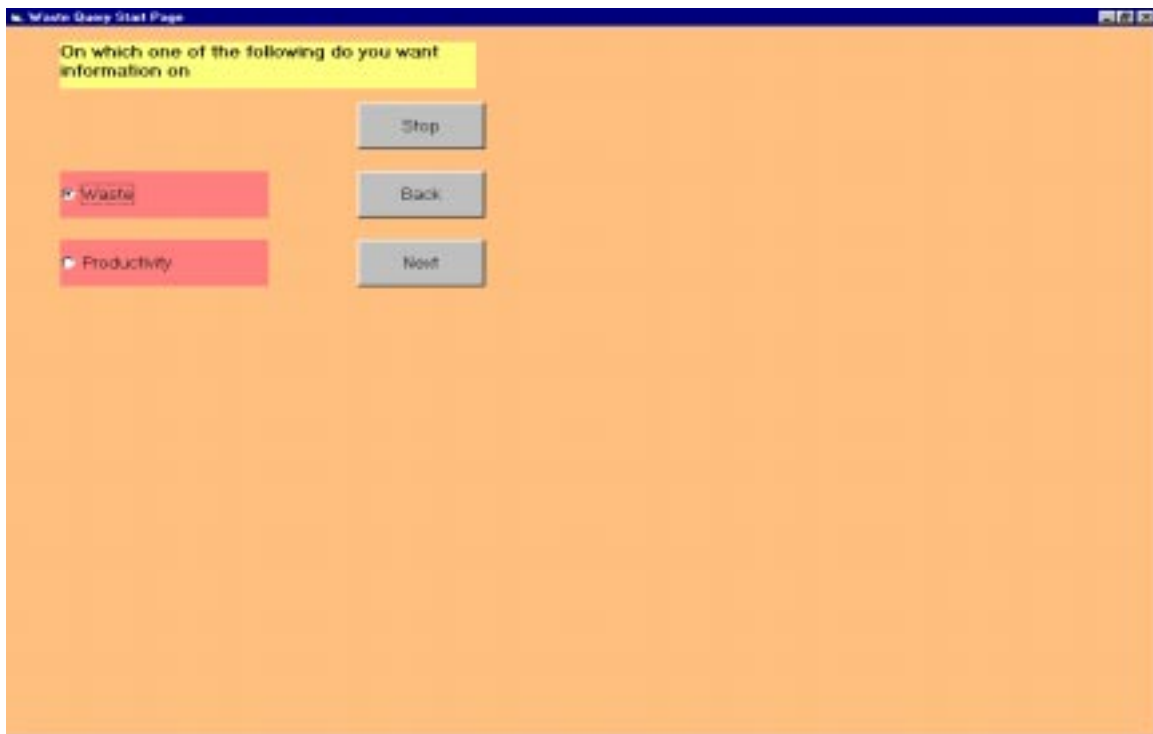 Waste Query Start Page
On which one of the following do you want
information on
Stop
Waste
Back
Productivity
Next